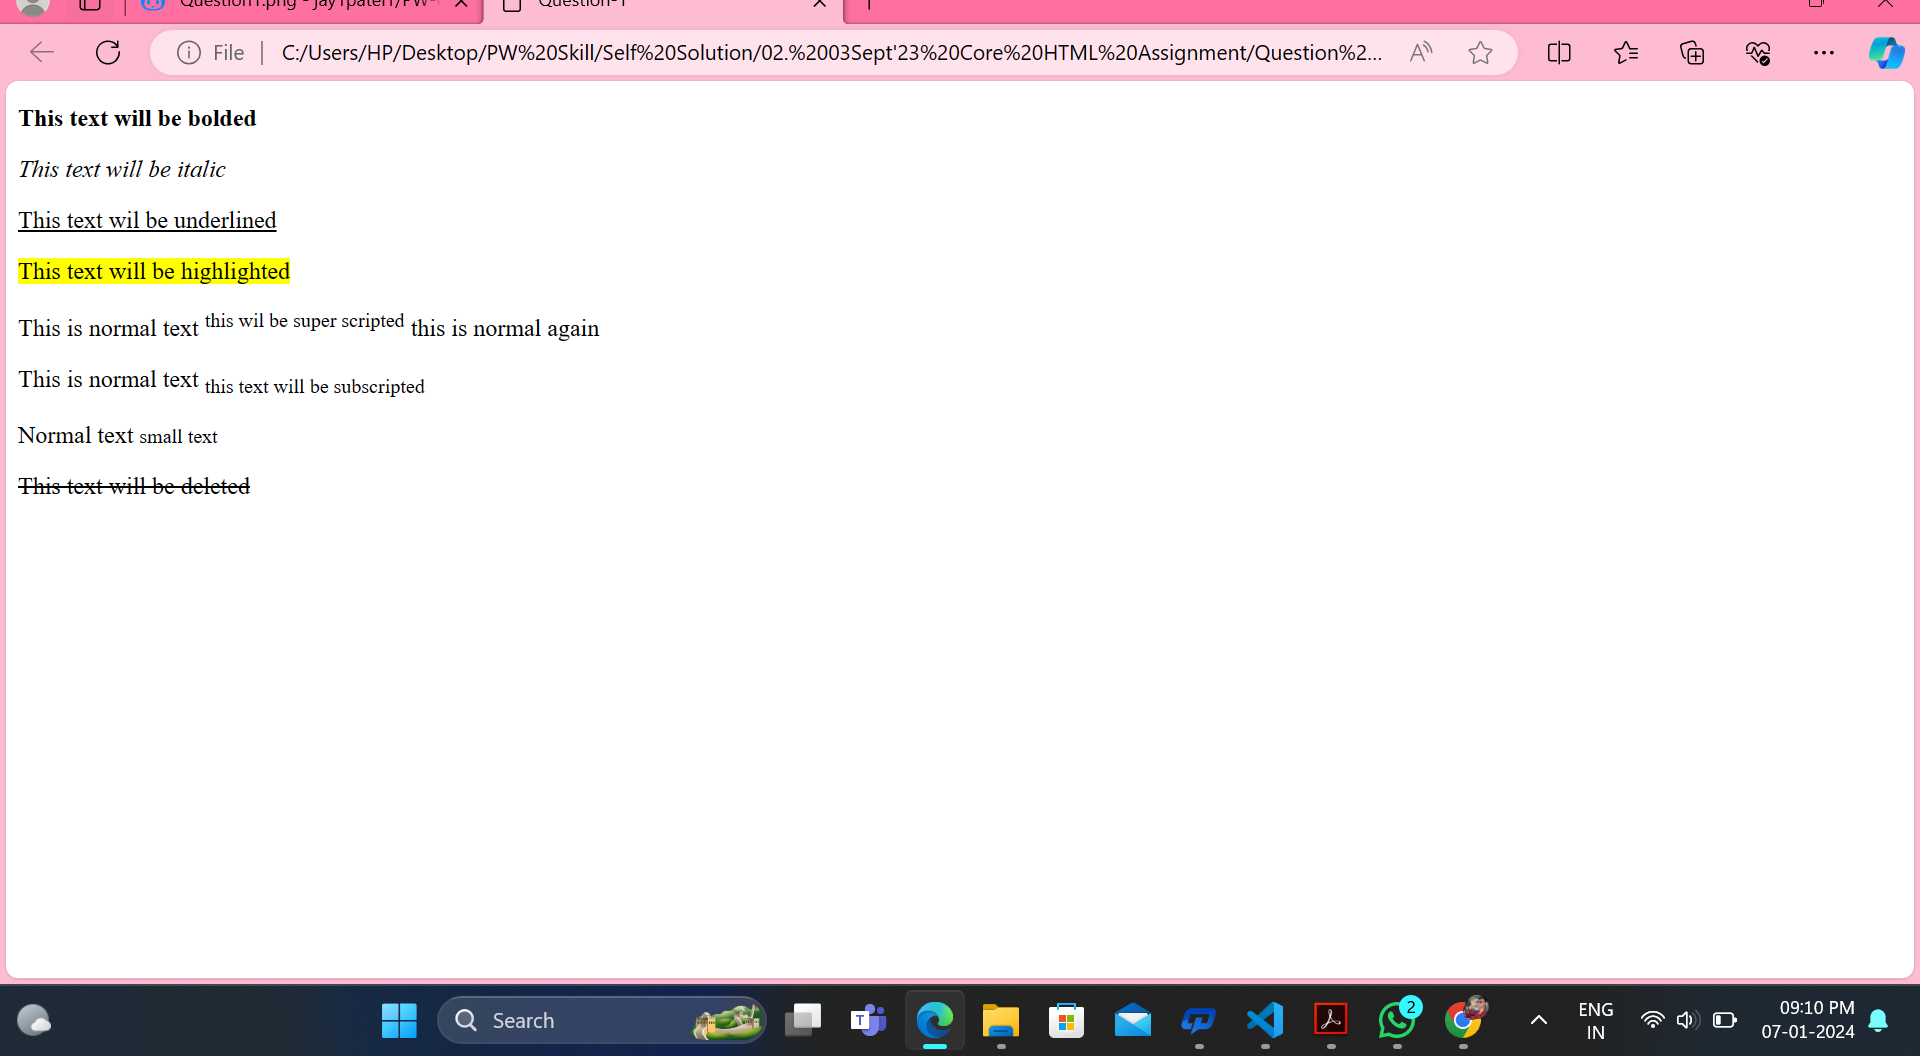 Question1.png - jay1patel1/PW-
Question-1
File C:/Users/HP/Desktop/PW%20Skill/Self%20Solution/02.%2003Sept'23%20Core%20HTML%20Assignment/Question%2...
This text will be bolded
This text will be italic
This text wil be underlined
This text will be highlighted
This is normal text this wil be super scripted this is normal again
This is normal text this text will be subscripted
Normal text small text
This text will be deleted
Search
T
2
ENG
IN
09:10 PM
07-01-2024